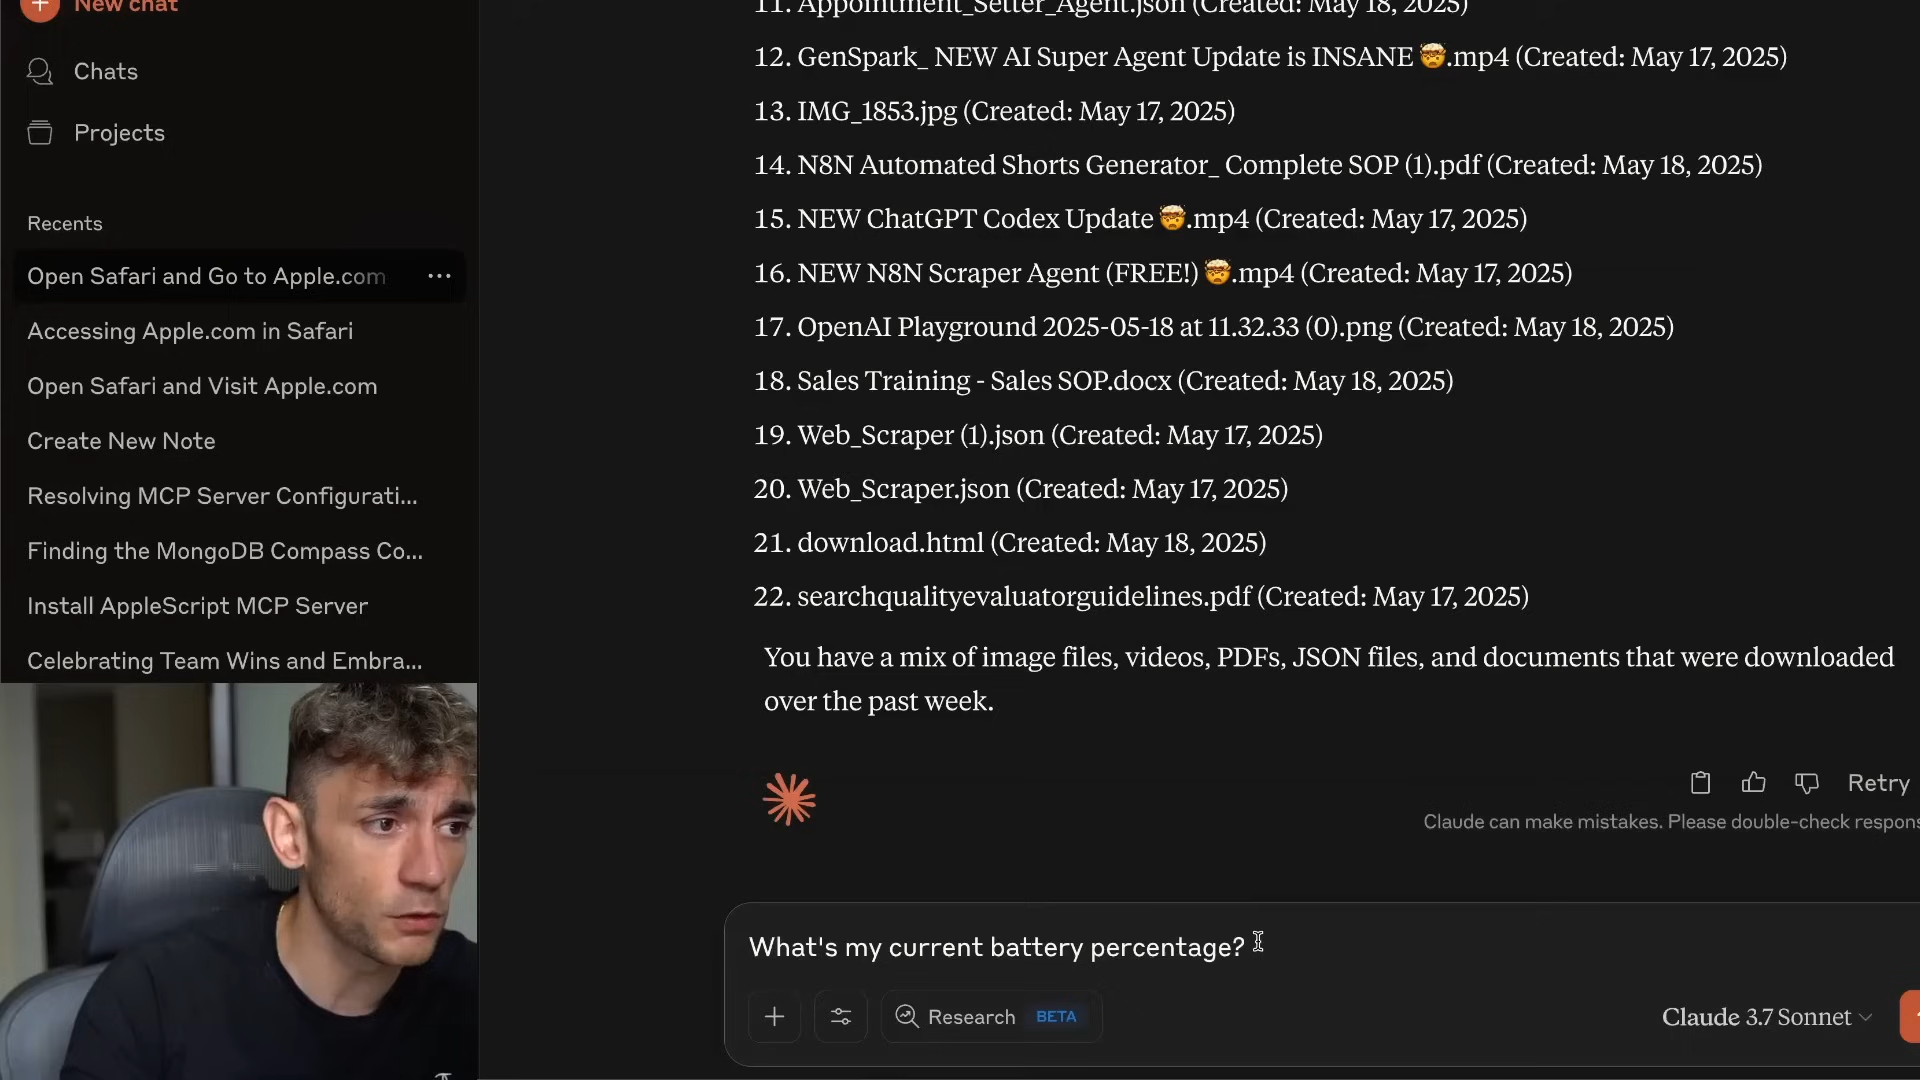 New chat
Chats
Projects
Recents
Open Safari and Go to Apple.com
Accessing Apple.com in Safari
Open Safari and Visit Apple.com
Create New Note
Resolving MCP Server Configurati...
Finding the MongoDB Compass Co...
Install AppleScript MCP Server
Celebrating Team Wins and Embra...
11. Appointment_Setter_Agent.json (Created: May 18, 2025)
12. GenSpark_ NEW AI Super Agent Update is INSANE 🤯.mp4 (Created: May 17, 2025)
13. IMG_1853.jpg (Created: May 17, 2025)
14. N8N Automated Shorts Generator_ Complete SOP (1).pdf (Created: May 18, 2025)
15. NEW ChatGPT Codex Update 🤯.mp4 (Created: May 17, 2025)
16. NEW N8N Scraper Agent (FREE!) 🤯.mp4 (Created: May 17, 2025)
17. OpenAI Playground 2025-05-18 at 11.32.33 (0).png (Created: May 18, 2025)
18. Sales Training - Sales SOP.docx (Created: May 18, 2025)
19. Web_Scraper (1).json (Created: May 17, 2025)
20. Web_Scraper.json (Created: May 17, 2025)
21. download.html (Created: May 18, 2025)
22. searchqualityevaluatorguidelines.pdf (Created: May 17, 2025)
You have a mix of image files, videos, PDFs, JSON files, and documents that were downloaded
over the past week.
Retry
Claude can make mistakes. Please double-check respons
What's my current battery percentage?
Research BETA
Claude 3.7 Sonnet